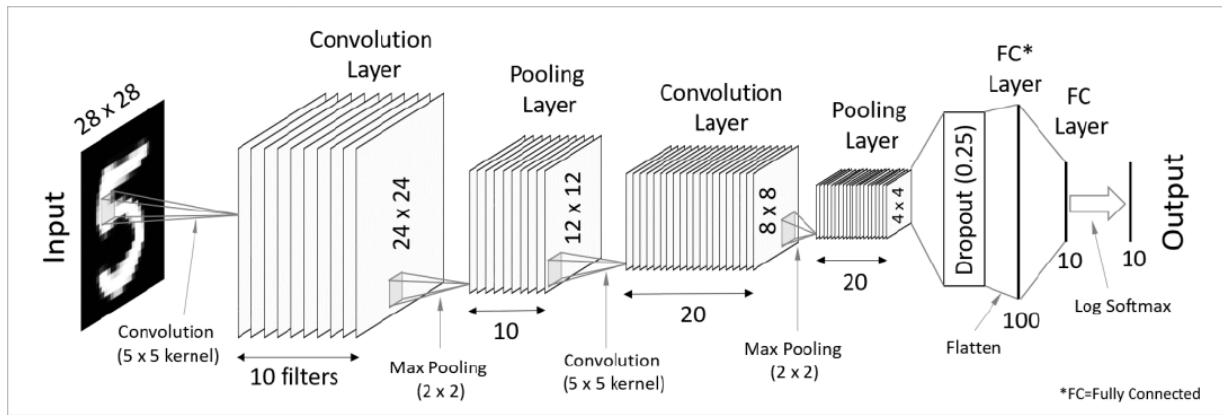 Input
28 x 28
Convolution
(5 x 5 kernel)
Convolution
Layer
24 x 24
10 filters
Max Pooling
(2 x 2)
Pooling
Layer
12 x 12
10
Convolution
(5 x 5 kernel)
Convolution
Layer
8 x 8
20
Max Pooling
(2 x 2)
Pooling
Layer
4 x 4
20
Dropout (0.25)
Flatten
FC*
Layer
100
FC
Layer
10
Log Softmax
10
Output
*FC=Fully Connected